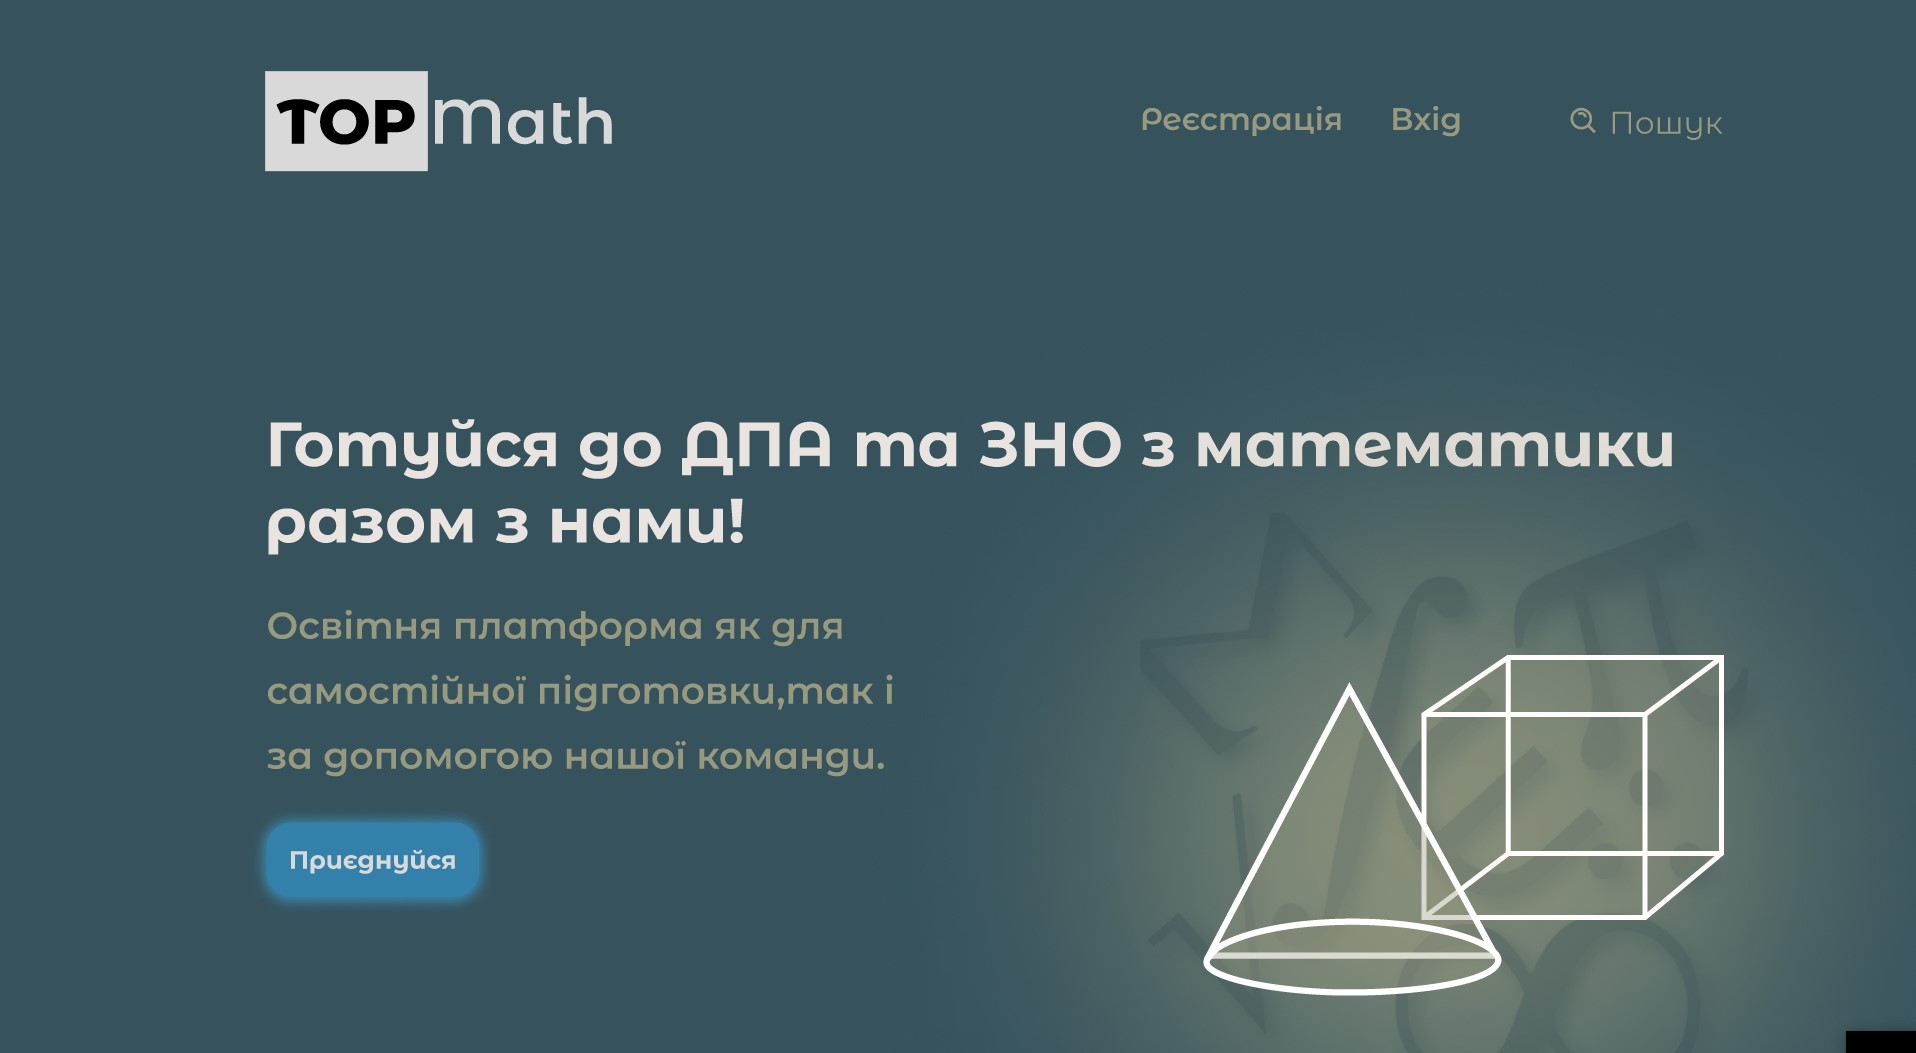 TOP Math
Реєстрація Вхід Пошук
Готуйся до ДПА та ЗНО з математики
разом з нами!
Освітня платформа як для
самостійної підготовки,так і
за допомогою нашої команди.
Приєднуйся